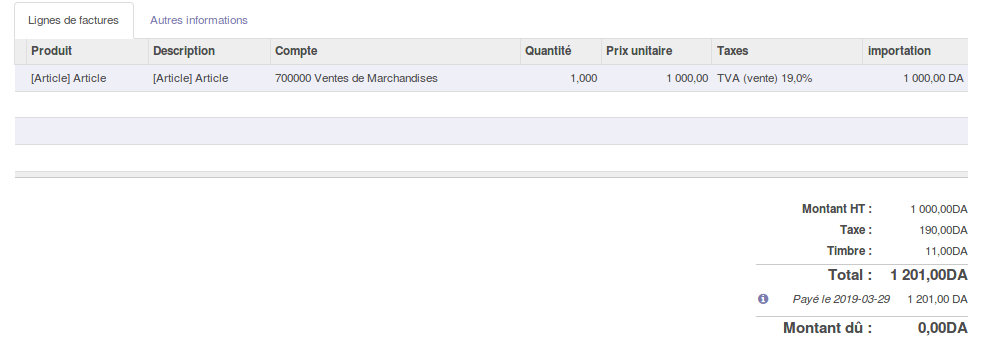 Lignes de factures Autres informations
Produit Description Compte Quantité Prix unitaire Taxes importation
[Article] Article [Article] Article 700000 Ventes de Marchandises 1,000 1 000,00 TVA (vente) 19,0% 1 000,00 DA
Montant HT : 1 000,00DA
Taxe : 190,00DA
Timbre : 11,00DA
Total : 1 201,00DA
Payé le 2019-03-29 1 201,00 DA
Montant dû : 0,00DA